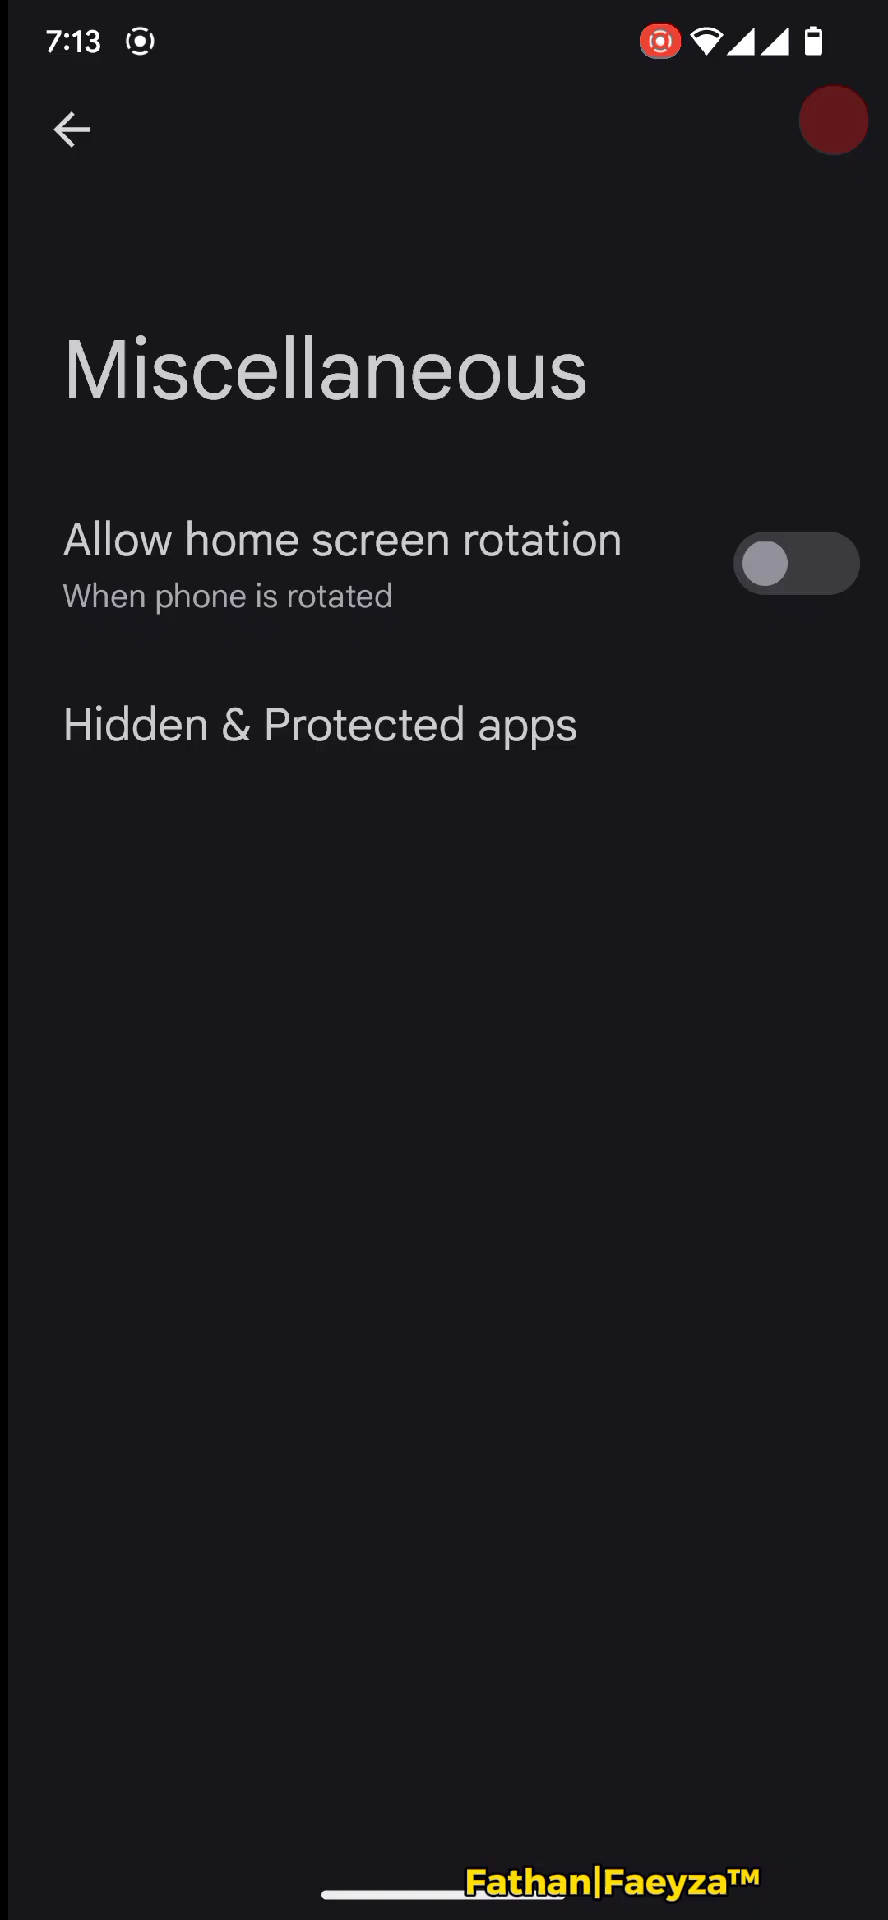 7:13
Miscellaneous
Allow home screen rotation
When phone is rotated
Hidden & Protected apps
Fathan|Faeyza™